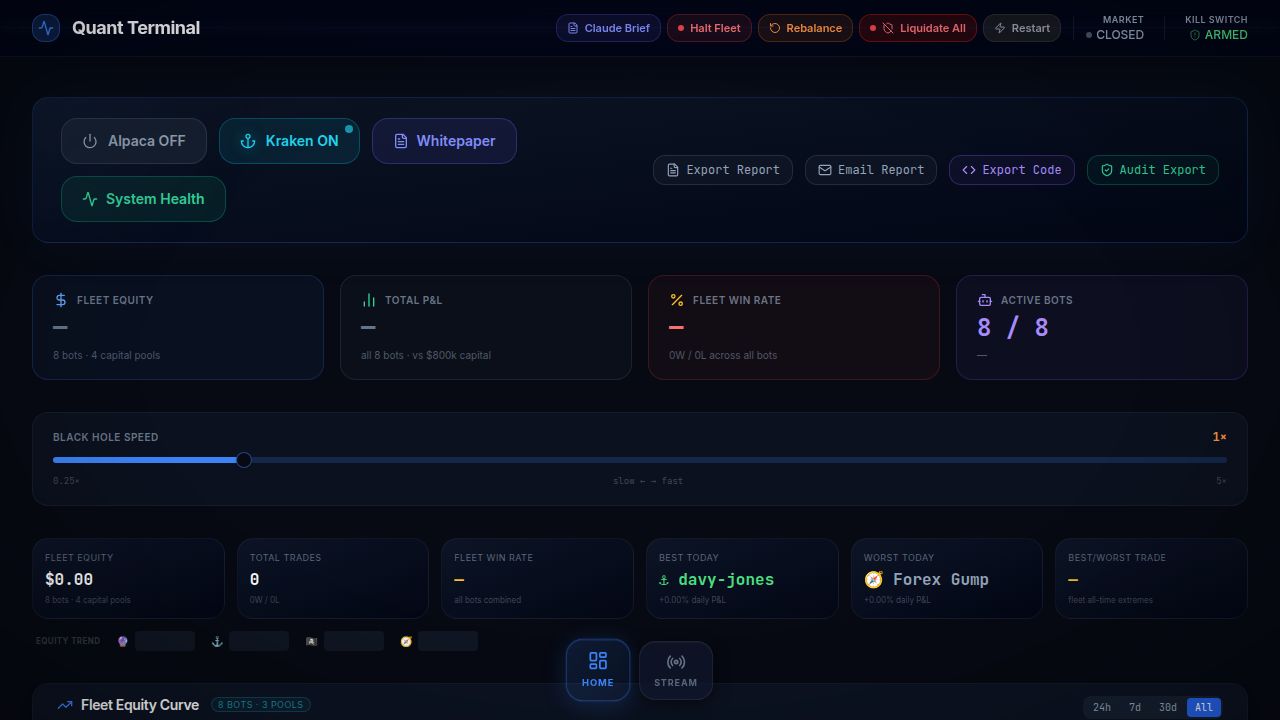 Quant Terminal
Claude Brief
Halt Fleet
Rebalance
Liquidate All
Restart
MARKET
CLOSED
KILL SWITCH
ARMED
Alpaca OFF
Kraken ON
Whitepaper
System Health
Export Report
Email Report
Export Code
Audit Export
FLEET EQUITY
—
8 bots · 4 capital pools
TOTAL P&L
—
all 8 bots · vs $800k capital
FLEET WIN RATE
—
0W / 0L across all bots
ACTIVE BOTS
8 / 8
—
BLACK HOLE SPEED
1×
0.25×
slow ← → fast
5×
FLEET EQUITY
$0.00
8 bots · 4 capital pools
TOTAL TRADES
0
0W / 0L
FLEET WIN RATE
—
all bots combined
BEST TODAY
⚓ davy-jones
+0.00% daily P&L
WORST TODAY
🧭 Forex Gump
+0.00% daily P&L
BEST/WORST TRADE
—
fleet all-time extremes
EQUITY TREND
HOME
STREAM
Fleet Equity Curve
8 BOTS · 3 POOLS
24h
7d
30d
All